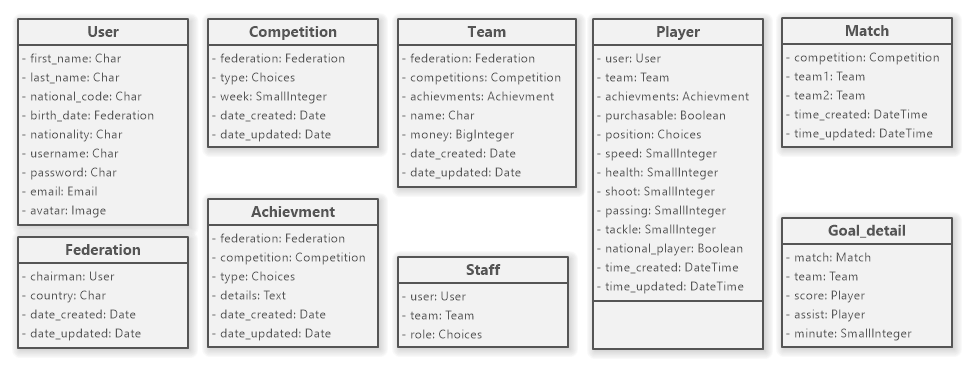 User
- first_name: Char
- last_name: Char
- national_code: Char
- birth_date: Federation
- nationality: Char
- username: Char
- password: Char
- email: Email
- avatar: Image
Federation
- chairman: User
- country: Char
- date_created: Date
- date_updated: Date
Competition
- federation: Federation
- type: Choices
- week: SmallInteger
- date_created: Date
- date_updated: Date
Achievment
- federation: Federation
- competition: Competition
- type: Choices
- details: Text
- date_created: Date
- date_updated: Date
Team
- federation: Federation
- competitions: Competition
- achievments: Achievment
- name: Char
- money: BigInteger
- date_created: Date
- date_updated: Date
Staff
- user: User
- team: Team
- role: Choices
Player
- user: User
- team: Team
- achievments: Achievment
- purchasable: Boolean
- position: Choices
- speed: SmallInteger
- health: SmallInteger
- shoot: SmallInteger
- passing: SmallInteger
- tackle: SmallInteger
- national_player: Boolean
- time_created: DateTime
- time_updated: DateTime
Match
- competition: Competition
- team1: Team
- team2: Team
- time_created: DateTime
- time_updated: DateTime
Goal_detail
- match: Match
- team: Team
- score: Player
- assist: Player
- minute: SmallInteger